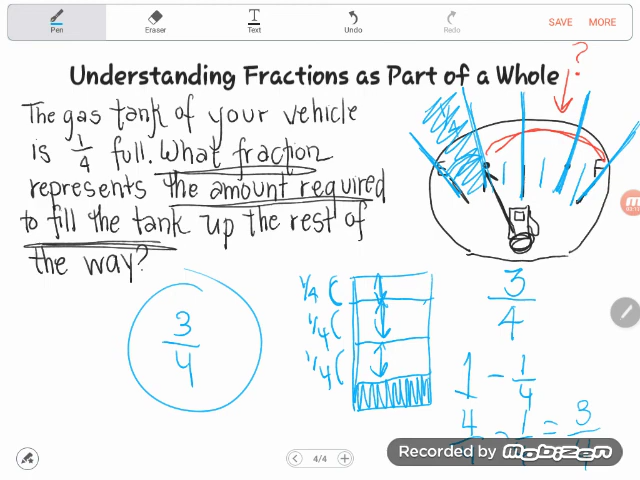 Pen
Eraser
Text
Undo
Redo
SAVE
MORE
Understanding Fractions as Part of a Whole
?
The gas tank of your vehicle
is 1/4 full. What fraction
represents the amount required
to fill the tank up the rest of
the way?
1/4
E
F
3/4
1/4 (
1/4 (
1/4 (
3/4
1 - 1/4
4/4 - 1/4 = 3/4
4/4
Recorded by mobizen